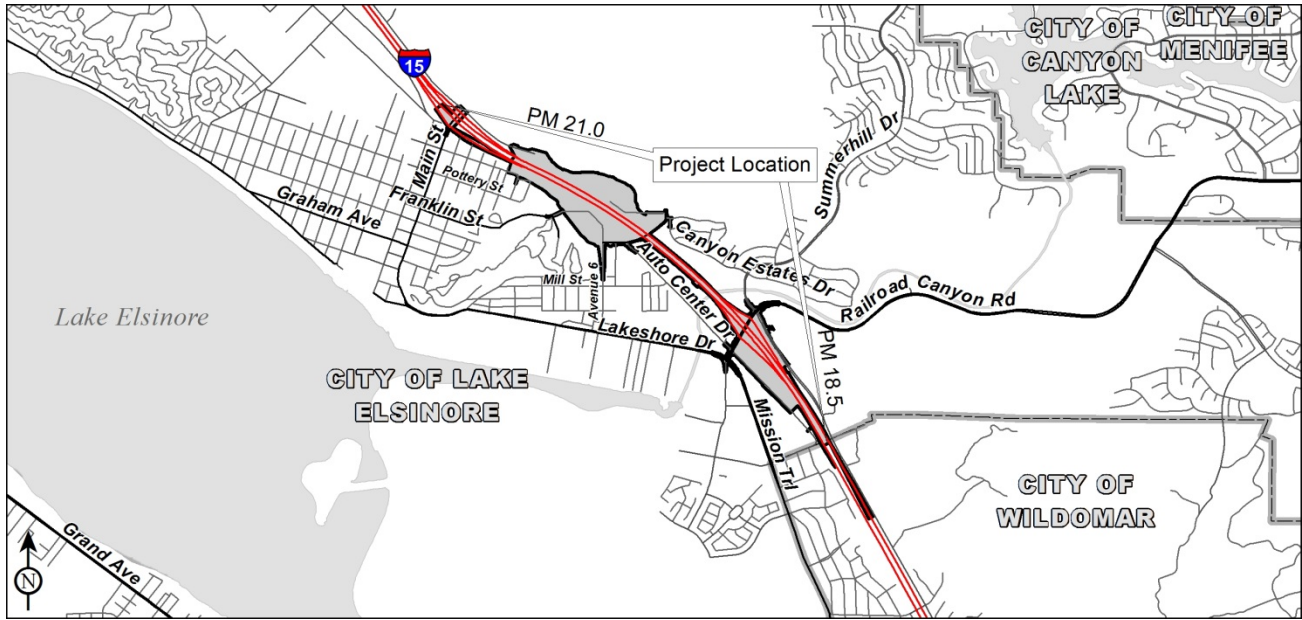 CITY OF
CANYON
LAKE
CITY OF
MENIFEE
15
PM 21.0
Project Location
Summerhill Dr
Main St
Pottery St
Franklin St
Graham Ave
Canyon Estates Dr
Auto Center Dr
Mill St
Avenue 6
Railroad Canyon Rd
Lakeshore Dr
Lake Elsinore
PM 18.5
CITY OF LAKE
ELSINORE
Mission Trl
CITY OF
WILDOMAR
Grand Ave
N